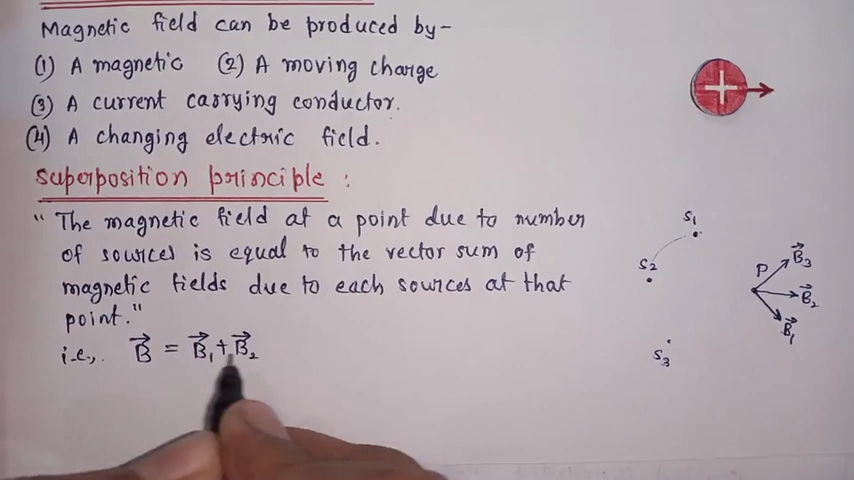 Magnetic field can be produced by-
(1) A magnetic (2) A moving charge
(3) A current carrying conductor.
(4) A changing electric field.
Superposition principle :
"The magnetic field at a point due to number
of sources is equal to the vector sum of
magnetic fields due to each sources at that
point."
i.e., B⃗ = B⃗₁ + B⃗₂
+
S₁
S₂
S₃
P
B⃗₃
B⃗₂
B⃗₁